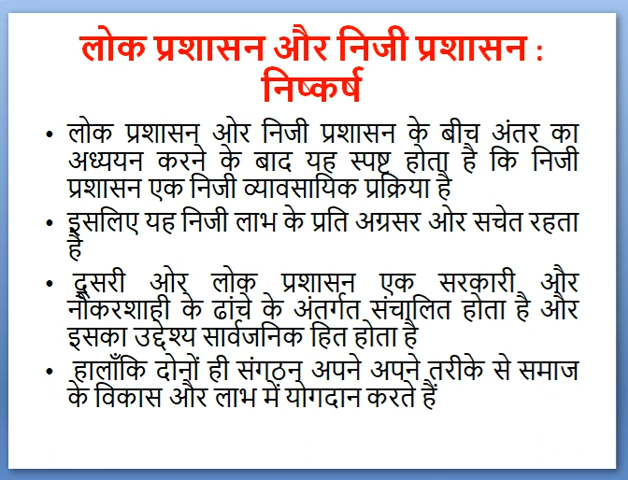 लोक प्रशासन और निजी प्रशासन :
निष्कर्ष
• लोक प्रशासन ओर निजी प्रशासन के बीच अंतर का
अध्ययन करने के बाद यह स्पष्ट होता है कि निजी
प्रशासन एक निजी व्यावसायिक प्रक्रिया है
• इसलिए यह निजी लाभ के प्रति अग्रसर ओर सचेत रहता
है
• दूसरी ओर लोक प्रशासन एक सरकारी और
नौकरशाही के ढांचे के अंतर्गत संचालित होता है और
इसका उद्देश्य सार्वजनिक हित होता है
• हालाँकि दोनों ही संगठन अपने अपने तरीके से समाज
के विकास और लाभ में योगदान करते हैं